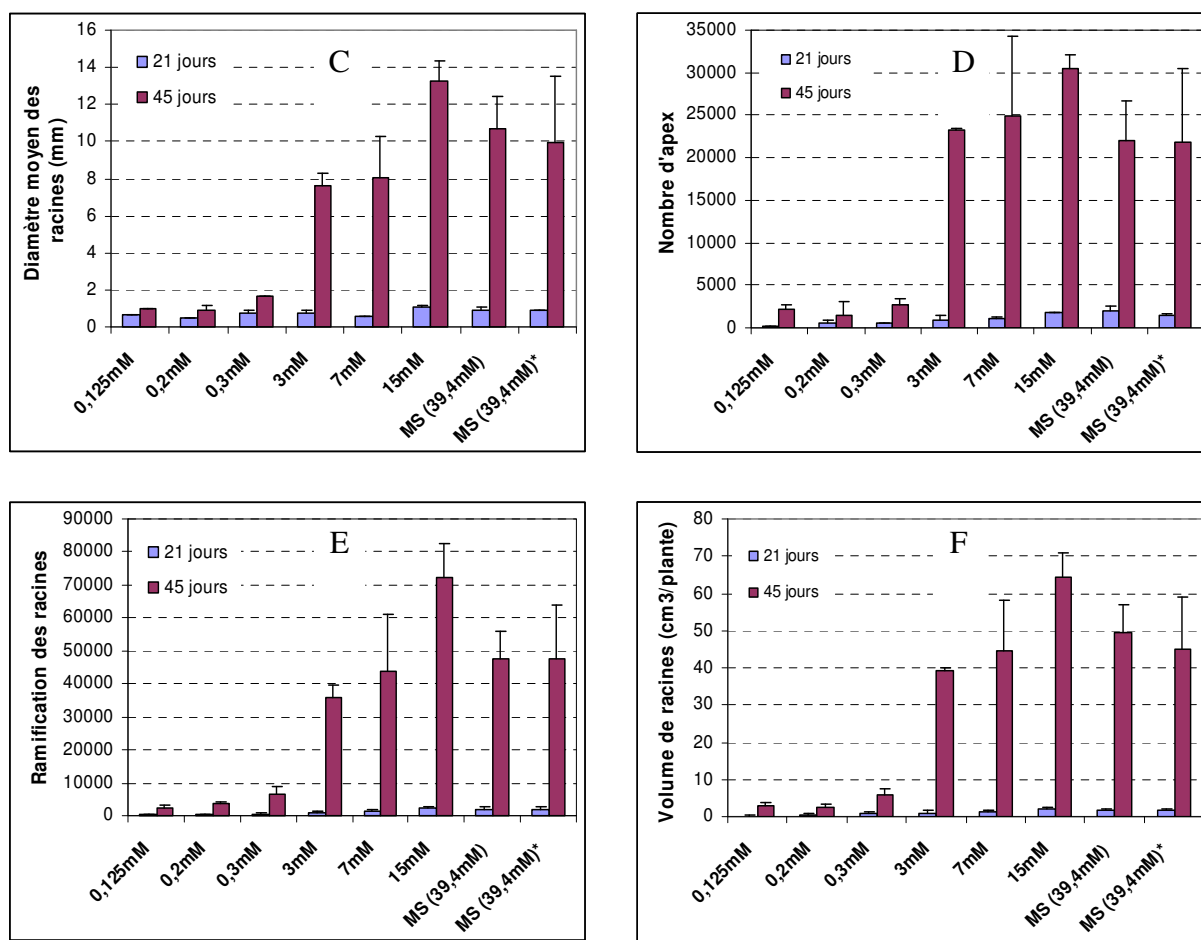 C
21 jours
45 jours
Diamètre moyen des
racines (mm)
16
14
12
10
8
6
4
2
0
0,125mM
0,2mM
0,3mM
3mM
7mM
15mM
MS (39,4mM)
MS (39,4mM)*
D
21 jours
45 jours
Nombre d'apex
35000
30000
25000
20000
15000
10000
5000
0
0,125mM
0,2mM
0,3mM
3mM
7mM
15mM
MS (39,4mM)
MS (39,4mM)*
E
21 jours
45 jours
Ramification des racines
90000
80000
70000
60000
50000
40000
30000
20000
10000
0
0,125mM
0,2mM
0,3mM
3mM
7mM
15mM
MS (39,4mM)
MS (39,4mM)*
F
21 jours
45 jours
Volume de racines (cm3/plante)
80
70
60
50
40
30
20
10
0
0,125mM
0,2mM
0,3mM
3mM
7mM
15mM
MS (39,4mM)
MS (39,4mM)*